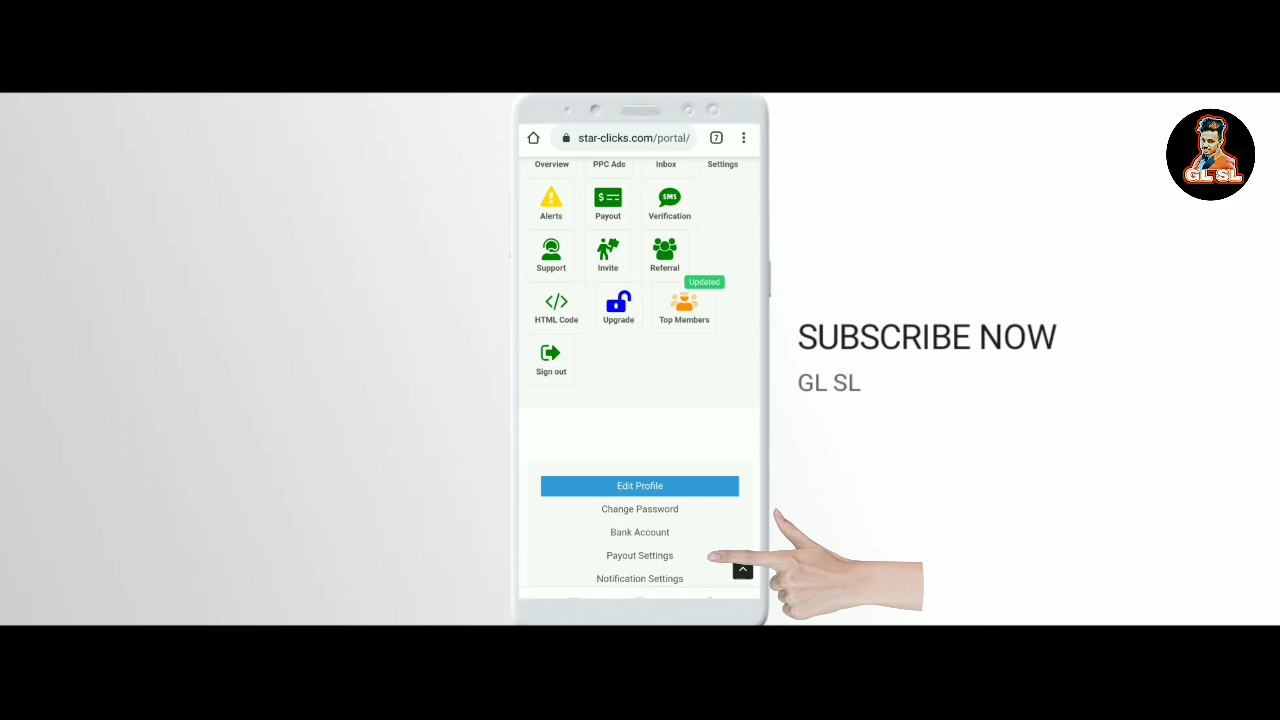 star-clicks.com/portal/
7
Overview PPC Ads Inbox Settings
$
SMS
Alerts Payout Verification
Support Invite Referral
Updated
</>
HTML Code Upgrade Top Members
Sign out
Edit Profile
Change Password
Bank Account
Payout Settings
Notification Settings
SUBSCRIBE NOW
GL SL
GL SL